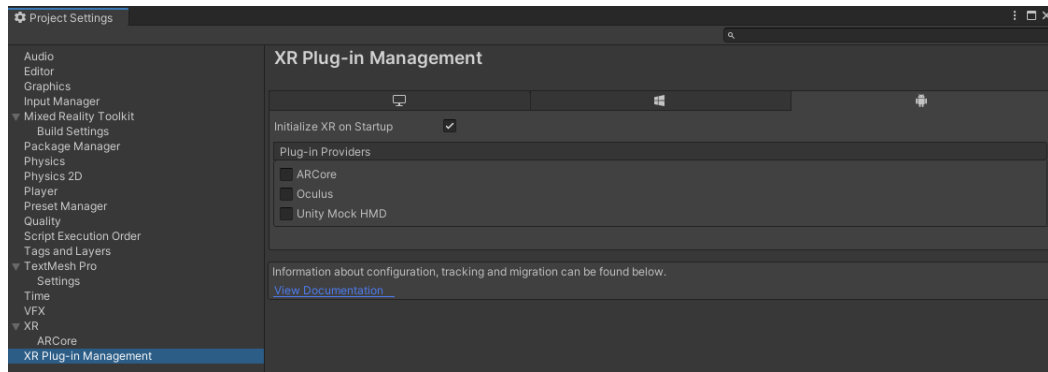 Project Settings
Audio
Editor
Graphics
Input Manager
Mixed Reality Toolkit
Build Settings
Package Manager
Physics
Physics 2D
Player
Preset Manager
Quality
Script Execution Order
Tags and Layers
TextMesh Pro
Settings
Time
VFX
XR
ARCore
XR Plug-in Management
XR Plug-in Management
Initialize XR on Startup
Plug-in Providers
ARCore
Oculus
Unity Mock HMD
Information about configuration, tracking and migration can be found below.
View Documentation